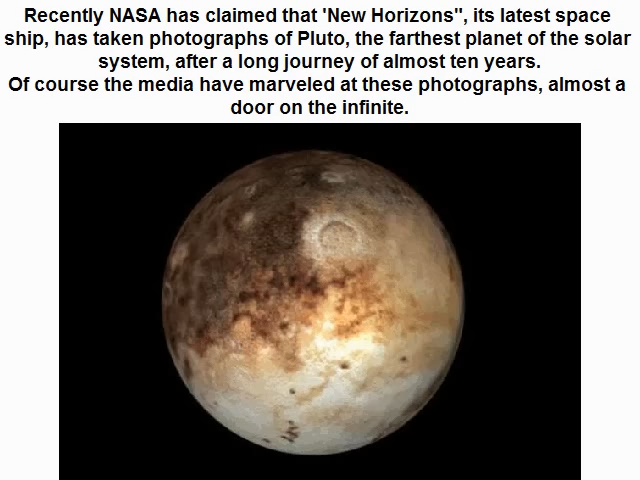 Recently NASA has claimed that 'New Horizons", its latest space
ship, has taken photographs of Pluto, the farthest planet of the solar
system, after a long journey of almost ten years.
Of course the media have marveled at these photographs, almost a
door on the infinite.